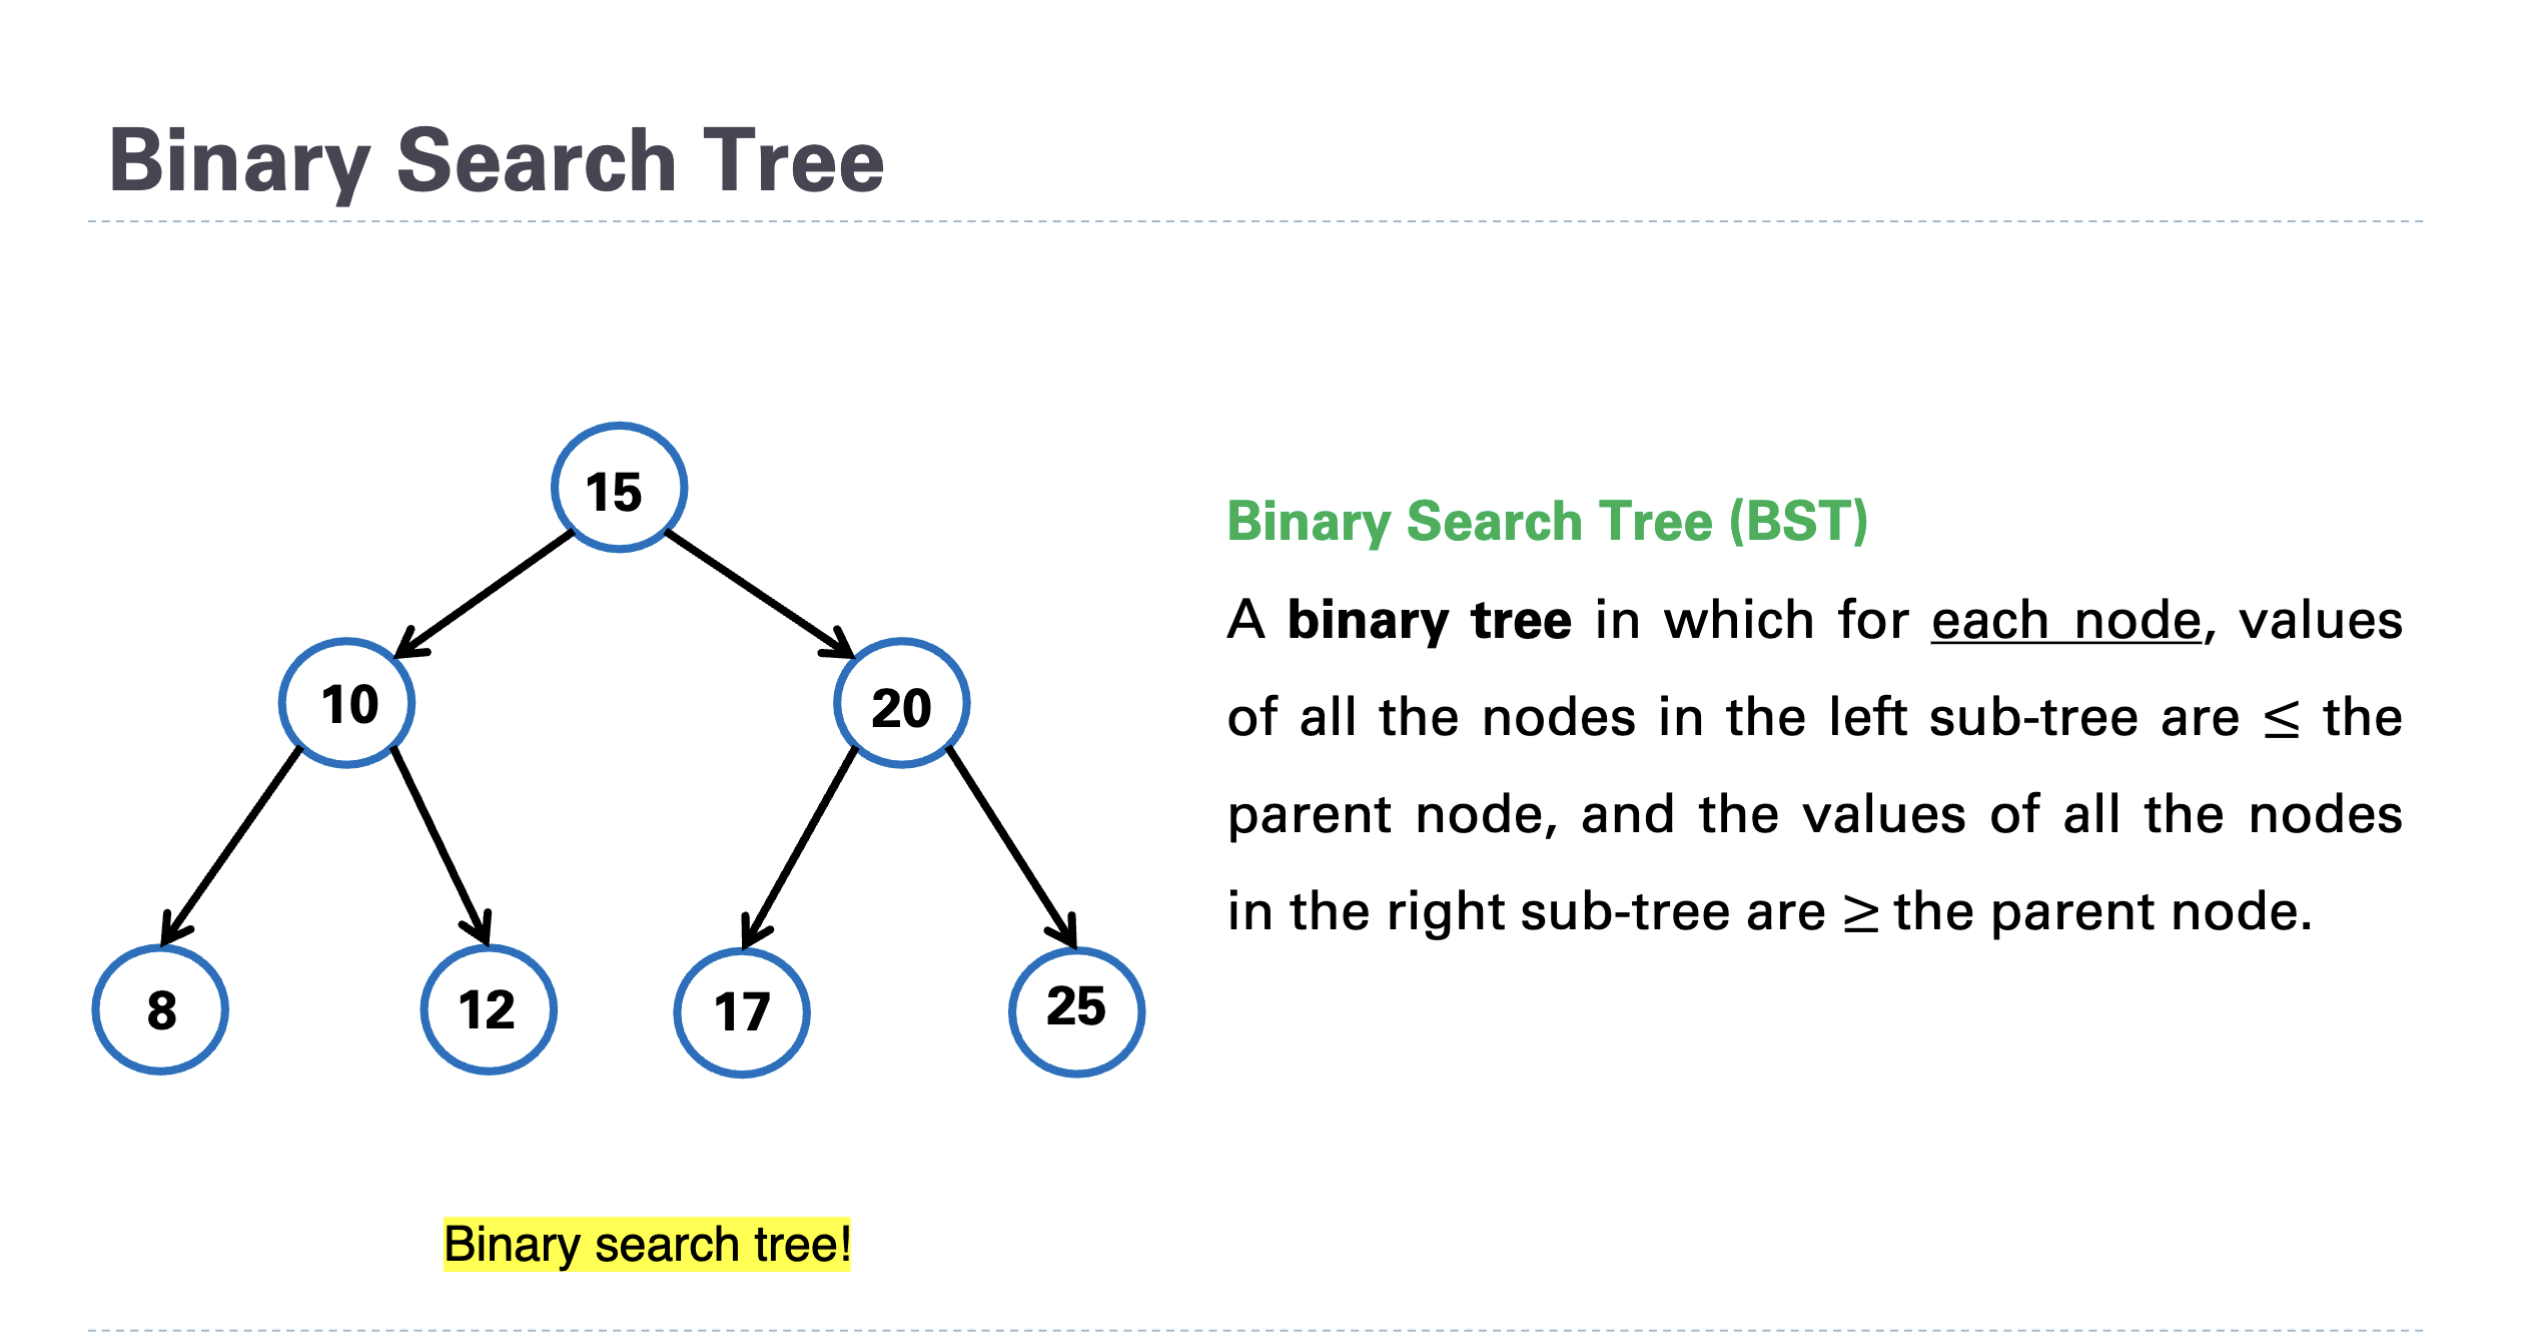 Binary Search Tree
15
10
20
8
12
17
25
Binary search tree!
Binary Search Tree (BST)
A binary tree in which for each node, values
of all the nodes in the left sub-tree are ≤ the
parent node, and the values of all the nodes
in the right sub-tree are ≥ the parent node.